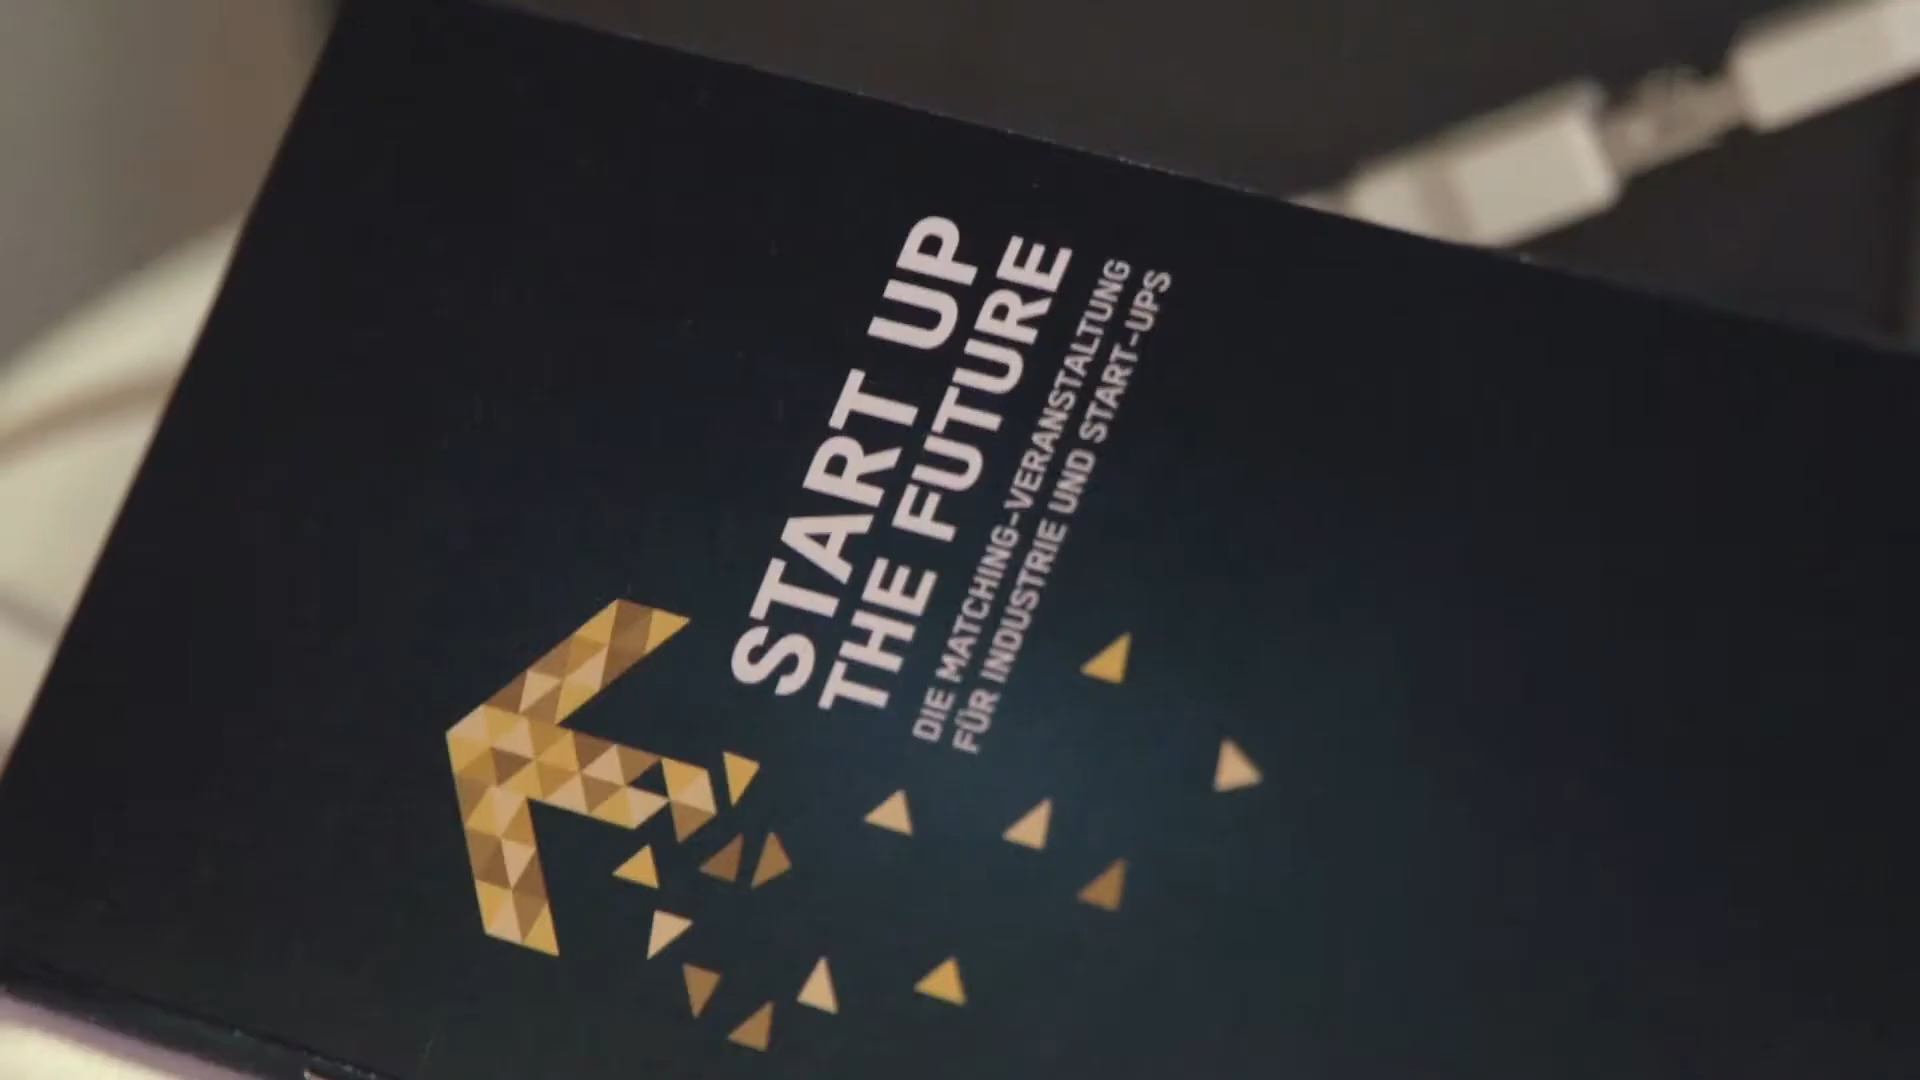 START UP
THE FUTURE
DIE MATCHING-VERANSTALTUNG
FÜR INDUSTRIE UND START-UPS